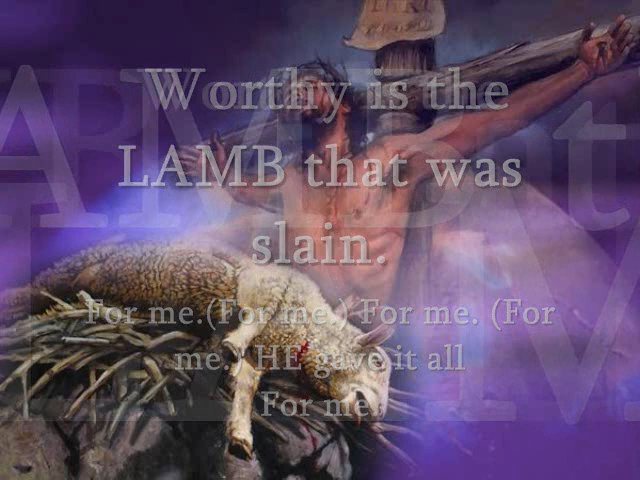 Worthy is the
LAMB that was
slain.
For me.(For me.) For me. (For
me.) HE gave it all
For me.